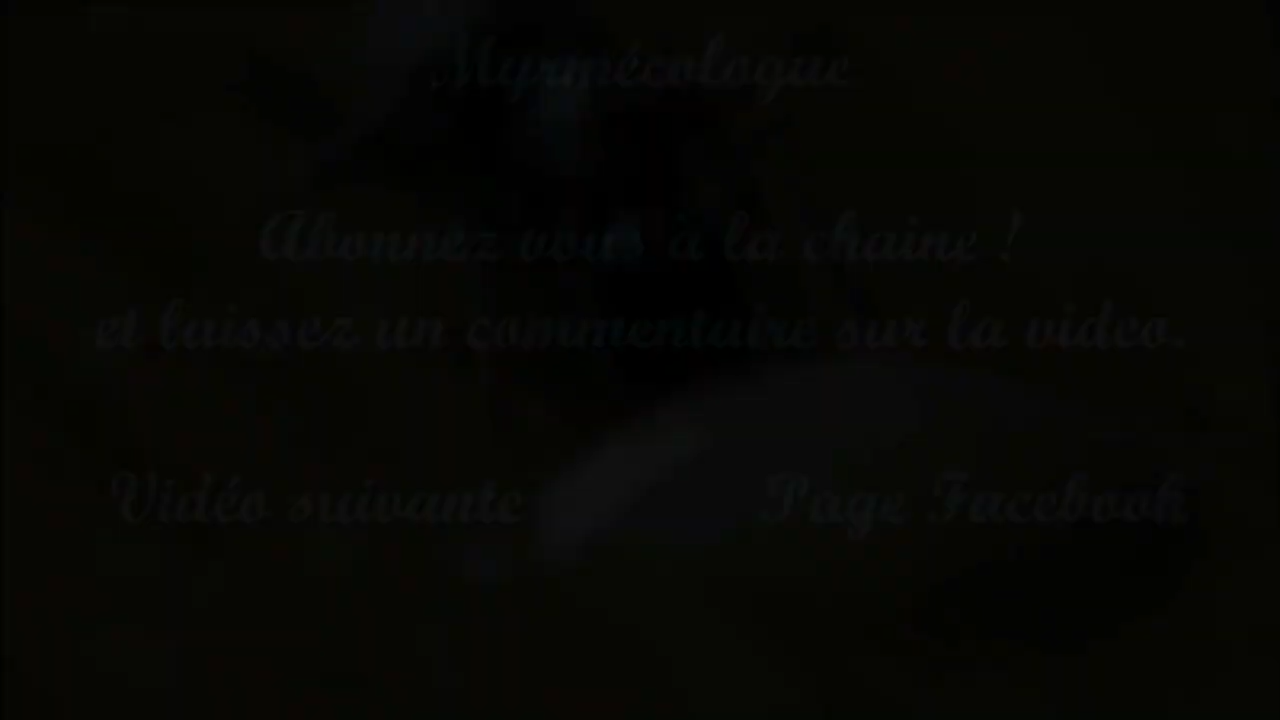 Myrmécologue
Abonnez vous à la chaine !
et laissez un commentaire sur la video.
Vidéo suivante
Page Facebook